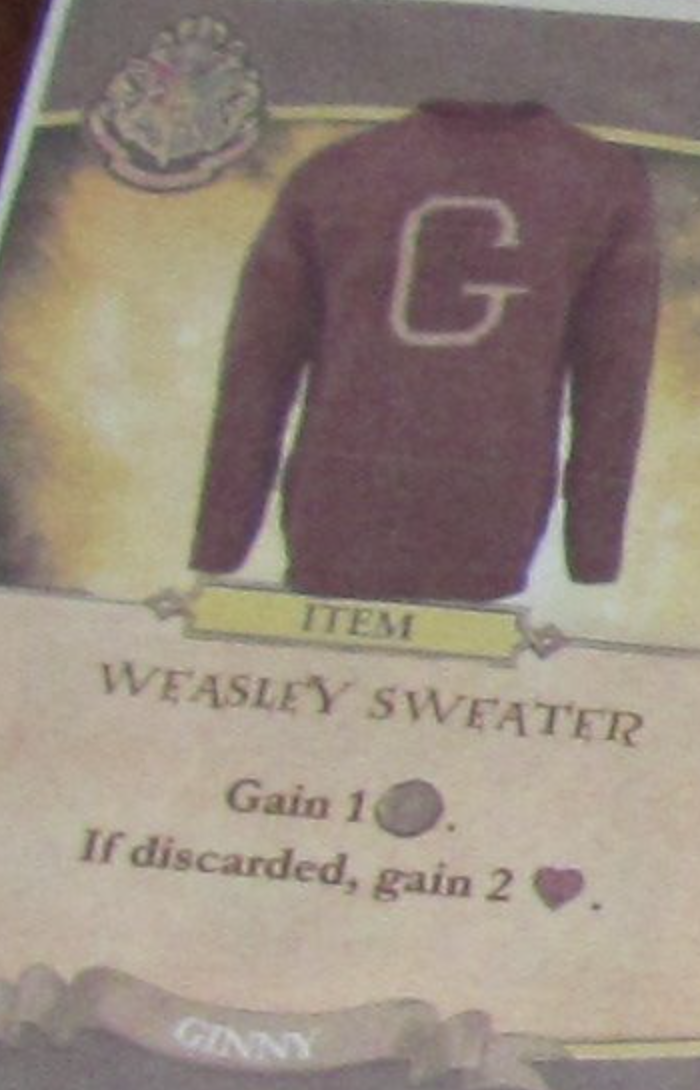 G
ITEM
WEASLEY SWEATER
Gain 1 .
If discarded, gain 2 .
GINNY